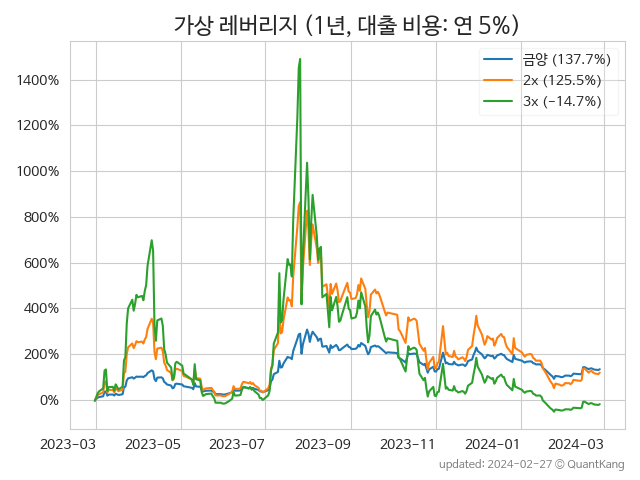 가상 레버리지 (1년, 대출 비용: 연 5%)
금양 (137.7%)
2x (125.5%)
3x (-14.7%)
1400%
1200%
1000%
800%
600%
400%
200%
0%
2023-03 2023-05 2023-07 2023-09 2023-11 2024-01 2024-03
updated: 2024-02-27 © QuantKang